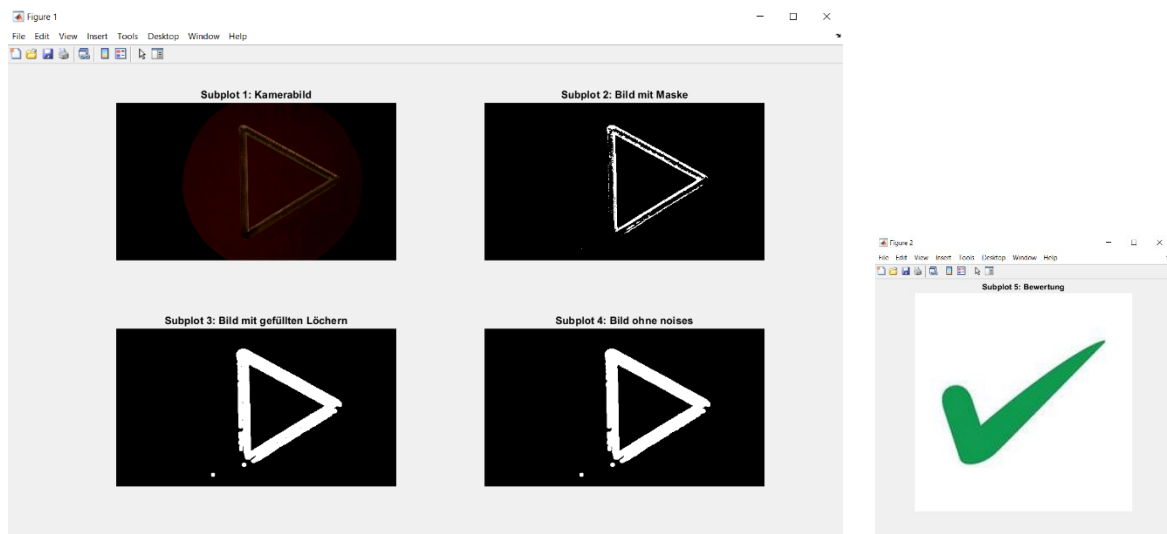 Figure 1
File Edit View Insert Tools Desktop Window Help
Subplot 1: Kamerabild
Subplot 2: Bild mit Maske
Subplot 3: Bild mit gefüllten Löchern
Subplot 4: Bild ohne noises
Figure 2
File Edit View Insert Tools Desktop Window Help
Subplot 5: Bewertung